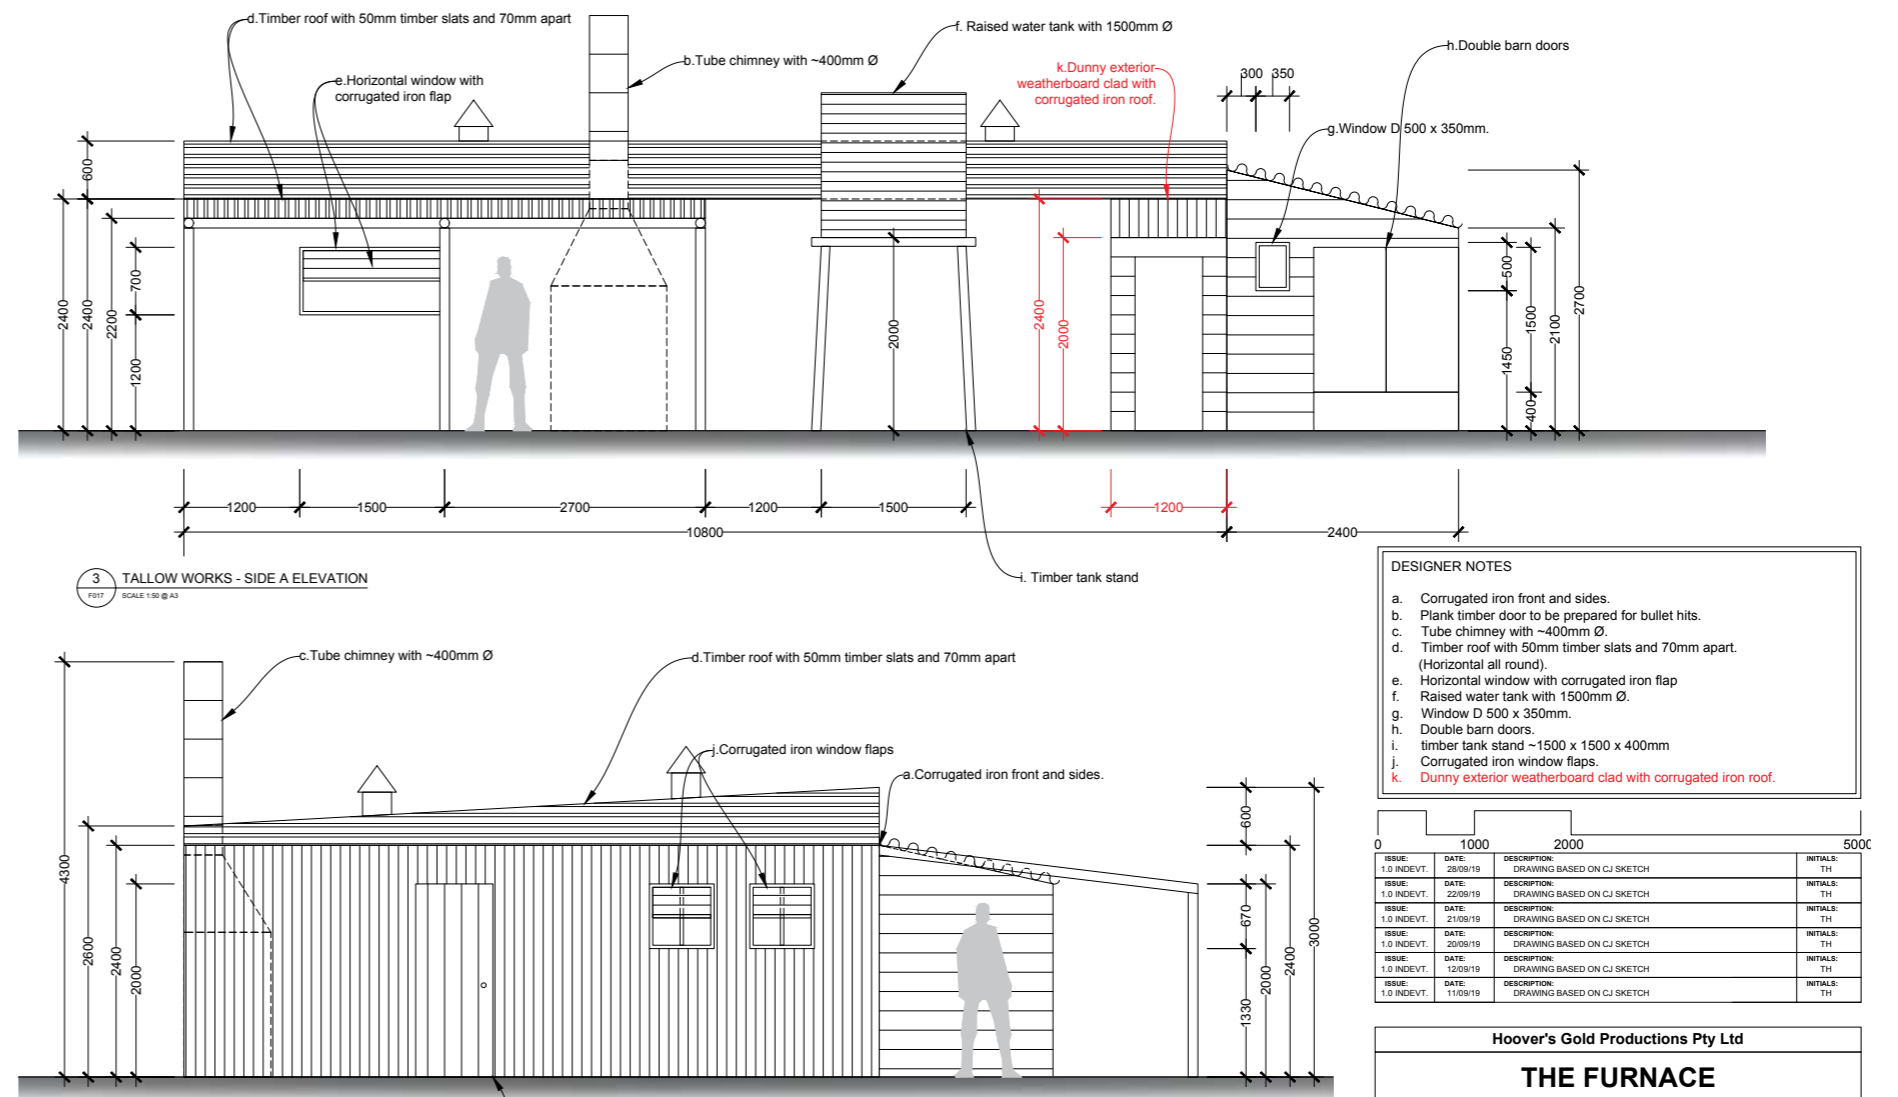 d.Timber roof with 50mm timber slats and 70mm apart
f. Raised water tank with 1500mm Ø
h.Double barn doors
b.Tube chimney with ~400mm Ø
k.Dunny exterior
weatherboard clad with
corrugated iron roof.
e.Horizontal window with
corrugated iron flap
300 350
g.Window D 500 x 350mm.
600
2400
2400
2200
700
1200
2000
2400
2000
500
1450
1500
400
2100
2700
1200
1500
2700
1200
1500
1200
10800
2400
i. Timber tank stand
3
F017
TALLOW WORKS - SIDE A ELEVATION
SCALE 1:50 @ A3
DESIGNER NOTES
a. Corrugated iron front and sides.
b. Plank timber door to be prepared for bullet hits.
c. Tube chimney with ~400mm Ø.
d. Timber roof with 50mm timber slats and 70mm apart.
(Horizontal all round).
e. Horizontal window with corrugated iron flap
f. Raised water tank with 1500mm Ø.
g. Window D 500 x 350mm.
h. Double barn doors.
i. timber tank stand ~1500 x 1500 x 400mm
j. Corrugated iron window flaps.
k. Dunny exterior weatherboard clad with corrugated iron roof.
c.Tube chimney with ~400mm Ø
d.Timber roof with 50mm timber slats and 70mm apart
j.Corrugated iron window flaps
a.Corrugated iron front and sides.
4300
2600
2400
2000
600
670
1330
2000
2400
3000
0 1000 2000 5000
ISSUE: DATE: DESCRIPTION: INITIALS:
1.0 INDEVT. 28/09/19 DRAWING BASED ON CJ SKETCH TH
ISSUE: DATE: DESCRIPTION: INITIALS:
1.0 INDEVT. 22/09/19 DRAWING BASED ON CJ SKETCH TH
ISSUE: DATE: DESCRIPTION: INITIALS:
1.0 INDEVT. 21/09/19 DRAWING BASED ON CJ SKETCH TH
ISSUE: DATE: DESCRIPTION: INITIALS:
1.0 INDEVT. 20/09/19 DRAWING BASED ON CJ SKETCH TH
ISSUE: DATE: DESCRIPTION: INITIALS:
1.0 INDEVT. 12/09/19 DRAWING BASED ON CJ SKETCH TH
ISSUE: DATE: DESCRIPTION: INITIALS:
1.0 INDEVT. 11/09/19 DRAWING BASED ON CJ SKETCH TH
Hoover's Gold Productions Pty Ltd
THE FURNACE